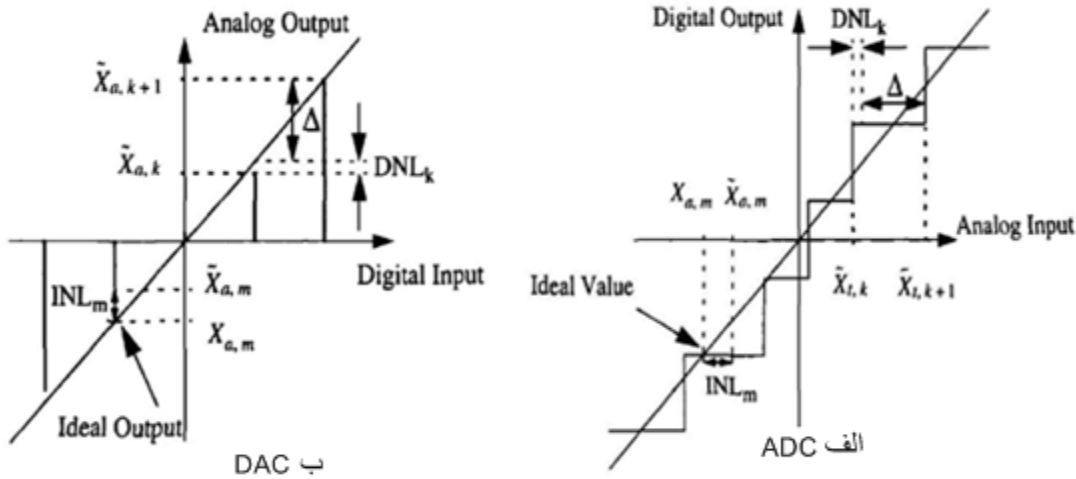 Analog Output
X̃a,k+1
Δ
X̃a,k
DNLk
Digital Input
INLm
X̃a,m
Xa,m
Ideal Output
DAC ب
Digital Output
DNLk
Δ
Xa,m X̃a,m
Analog Input
Ideal Value
X̃t,k X̃t,k+1
INLm
ADC الف